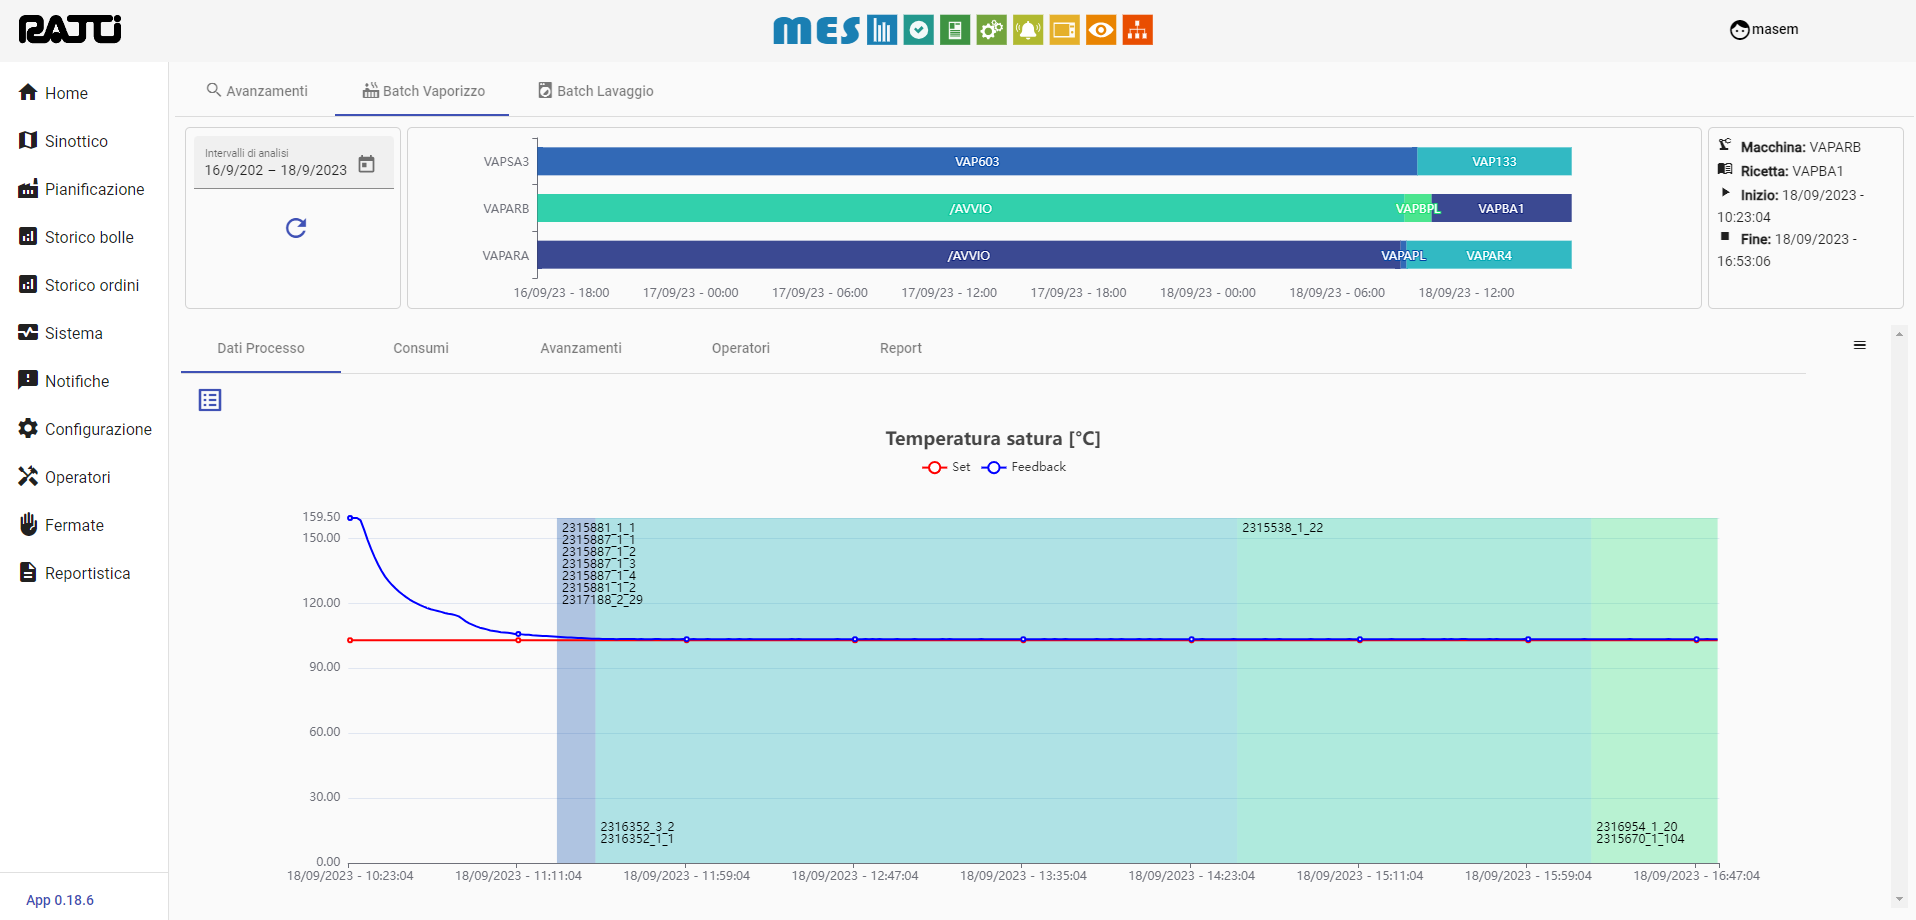 RATTI
MES
masem
Home
Sinottico
Pianificazione
Storico bolle
Storico ordini
Sistema
Notifiche
Configurazione
Operatori
Fermate
Reportistica
App 0.18.6
Avanzamenti
Batch Vaporizzo
Batch Lavaggio
Intervalli di analisi
16/9/202 – 18/9/2023
VAPSA3
VAP603
VAP133
VAPARB
/AVVIO
VAPBPL
VAPBA1
VAPARA
/AVVIO
VAPAPL
VAPAR4
16/09/23 - 18:00
17/09/23 - 00:00
17/09/23 - 06:00
17/09/23 - 12:00
17/09/23 - 18:00
18/09/23 - 00:00
18/09/23 - 06:00
18/09/23 - 12:00
Macchina: VAPARB
Ricetta: VAPBA1
Inizio: 18/09/2023 -
10:23:04
Fine: 18/09/2023 -
16:53:06
Dati Processo
Consumi
Avanzamenti
Operatori
Report
Temperatura satura [°C]
Set
Feedback
159.50
150.00
120.00
90.00
60.00
30.00
0.00
2315881_1_1
2315887_1_1
2315887_1_2
2315887_1_3
2315887_1_4
2315881_1_2
2317188_2_29
2316352_3_2
2316352_1_1
2315538_1_22
2316954_1_20
2315670_1_104
18/09/2023 - 10:23:04
18/09/2023 - 11:11:04
18/09/2023 - 11:59:04
18/09/2023 - 12:47:04
18/09/2023 - 13:35:04
18/09/2023 - 14:23:04
18/09/2023 - 15:11:04
18/09/2023 - 15:59:04
18/09/2023 - 16:47:04